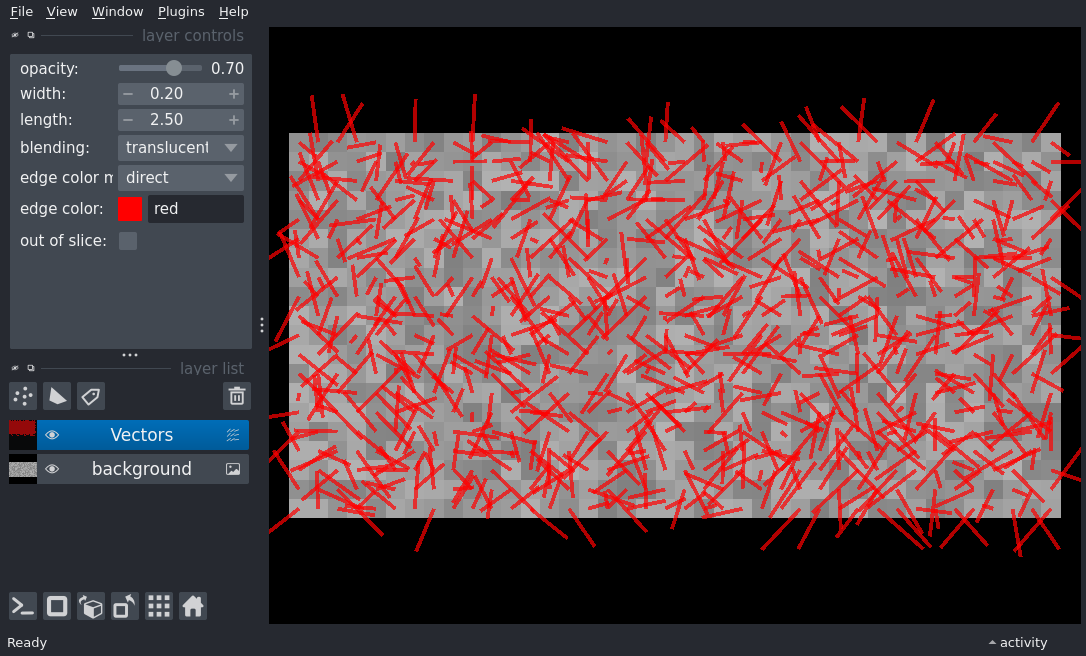 File View Window Plugins Help
layer controls
opacity: 0.70
width: − 0.20 +
length: − 2.50 +
blending: translucent
edge color m direct
edge color: red
out of slice:
layer list
Vectors
background
Ready activity